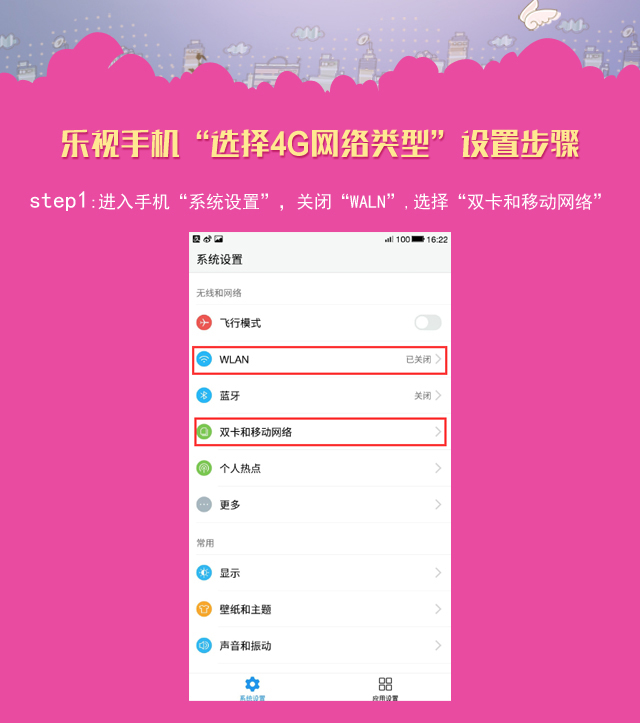 乐视手机“选择4G网络类型”设置步骤
step1:进入手机“系统设置”，关闭“WALN”,选择“双卡和移动网络”
100 16:22
系统设置
无线和网络
飞行模式
WLAN 已关闭
蓝牙 关闭
双卡和移动网络
个人热点
更多
常用
显示
壁纸和主题
声音和振动
系统设置 应用设置